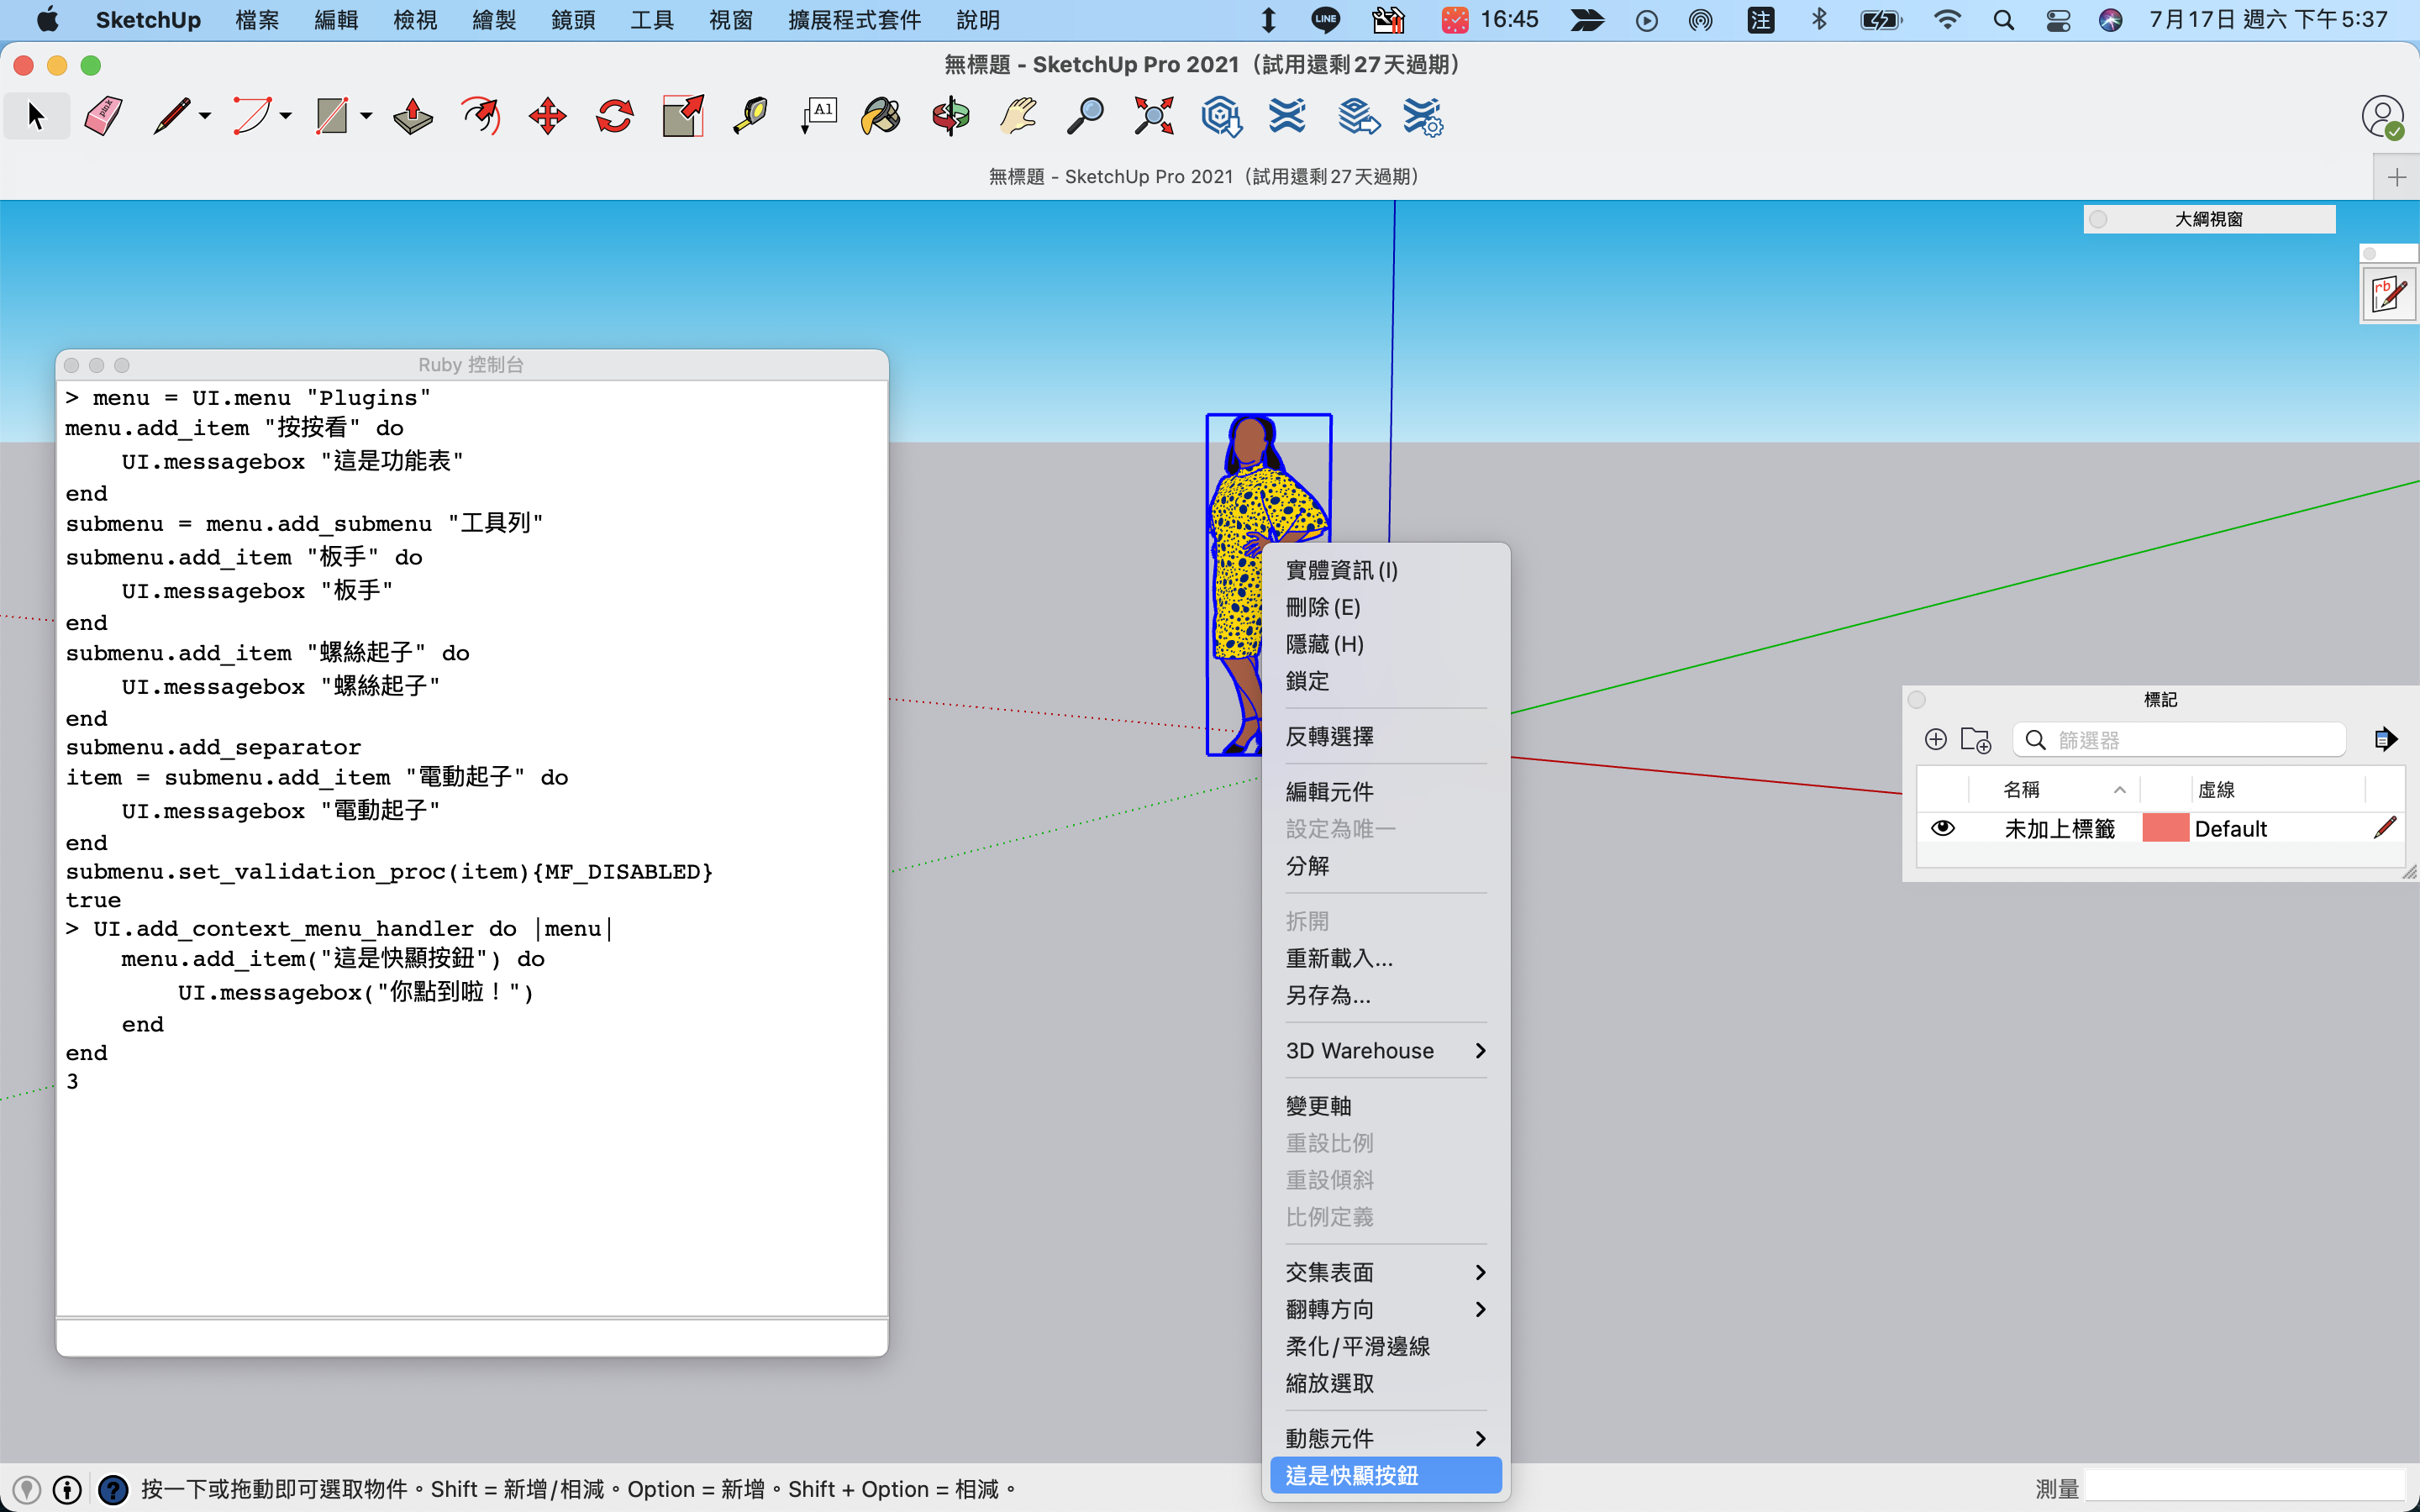 SketchUp 檔案 編輯 檢視 繪製 鏡頭 工具 視窗 擴展程式套件 說明 LINE 16:45 注 7月17日 週六 下午5:37
無標題 - SketchUp Pro 2021（試用還剩27天過期）
pink A1
無標題 - SketchUp Pro 2021（試用還剩27天過期）
大綱視窗
rb
Ruby 控制台
> menu = UI.menu "Plugins"
menu.add_item "按按看" do
UI.messagebox "這是功能表"
end
submenu = menu.add_submenu "工具列"
submenu.add_item "板手" do
UI.messagebox "板手"
end
submenu.add_item "螺絲起子" do
UI.messagebox "螺絲起子"
end
submenu.add_separator
item = submenu.add_item "電動起子" do
UI.messagebox "電動起子"
end
submenu.set_validation_proc(item){MF_DISABLED}
true
> UI.add_context_menu_handler do |menu|
menu.add_item("這是快顯按鈕") do
UI.messagebox("你點到啦！")
end
end
3
實體資訊(I)
刪除(E)
隱藏(H)
鎖定
反轉選擇
編輯元件
設定為唯一
分解
拆開
重新載入...
另存為...
3D Warehouse
變更軸
重設比例
重設傾斜
比例定義
交集表面
翻轉方向
柔化/平滑邊線
縮放選取
動態元件
這是快顯按鈕
標記
篩選器
名稱 虛線
未加上標籤 Default
按一下或拖動即可選取物件。Shift = 新增/相減。Option = 新增。Shift + Option = 相減。
測量